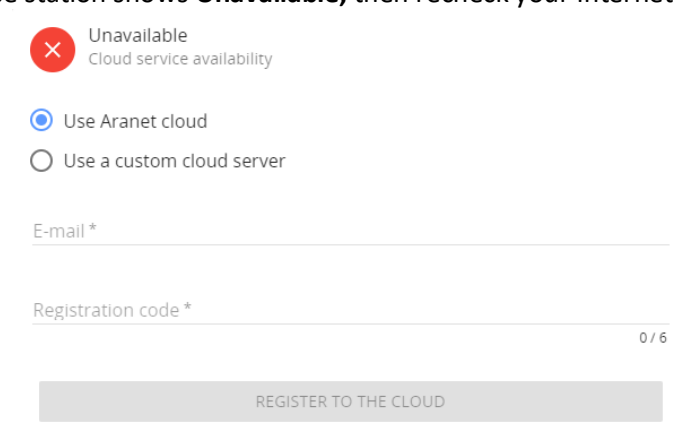 station shows Unavailable, then recheck your internet
Unavailable
Cloud service availability
Use Aranet cloud
Use a custom cloud server
E-mail *
Registration code *
0 / 6
REGISTER TO THE CLOUD